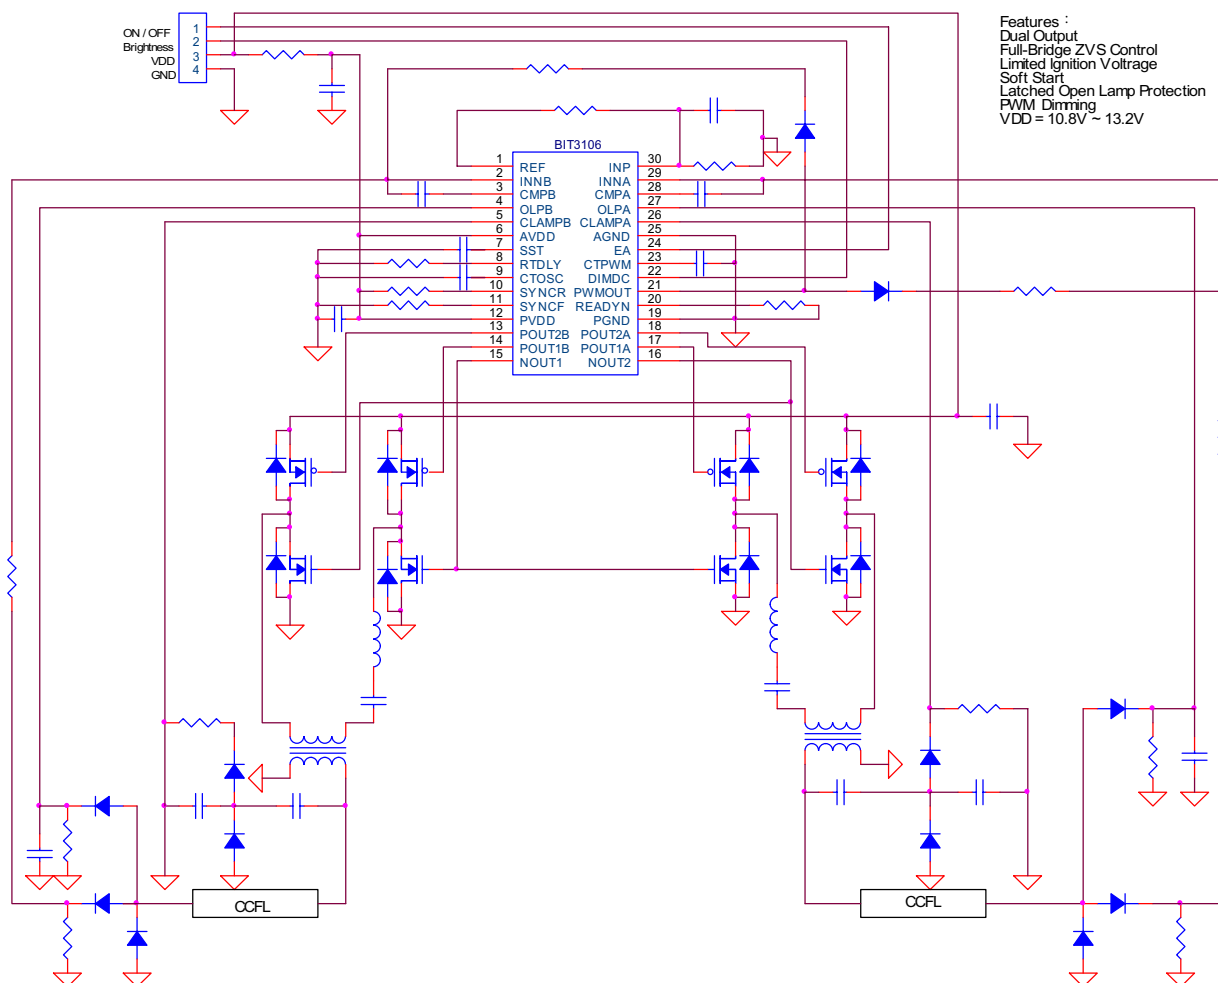 Features :
Dual Output
Full-Bridge ZVS Control
Limited Ignition Voltrage
Soft Start
Latched Open Lamp Protection
PWM Dimming
VDD = 10.8V ~ 13.2V
ON / OFF 1
Brightness 2
VDD 3
GND 4
BIT3106
1 REF INP 30
2 INNB INNA 29
3 CMPB CMPA 28
4 OLPB OLPA 27
5 CLAMPB CLAMPA 26
6 AVDD AGND 25
7 SST EA 24
8 RTDLY CTPWM 23
9 CTOSC DIMDC 22
10 SYNCR PWMOUT 21
11 SYNCF READYN 20
12 PVDD PGND 19
13 POUT2B POUT2A 18
14 POUT1B POUT1A 17
15 NOUT1 NOUT2 16
CCFL CCFL